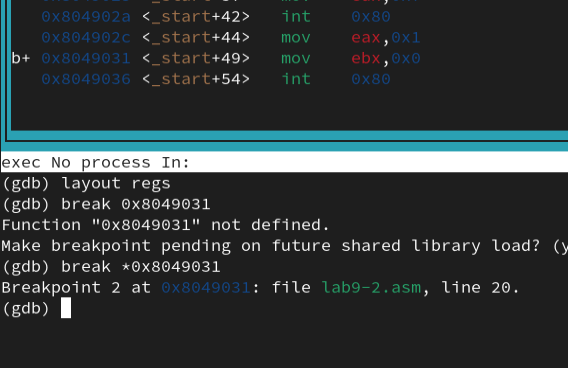 0x804902a <_start+42> int 0x80
0x804902c <_start+44> mov eax,0x1
b+ 0x8049031 <_start+49> mov ebx,0x0
0x8049036 <_start+54> int 0x80
exec No process In:
(gdb) layout regs
(gdb) break 0x8049031
Function "0x8049031" not defined.
Make breakpoint pending on future shared library load? (y
(gdb) break *0x8049031
Breakpoint 2 at 0x8049031: file lab9-2.asm, line 20.
(gdb)